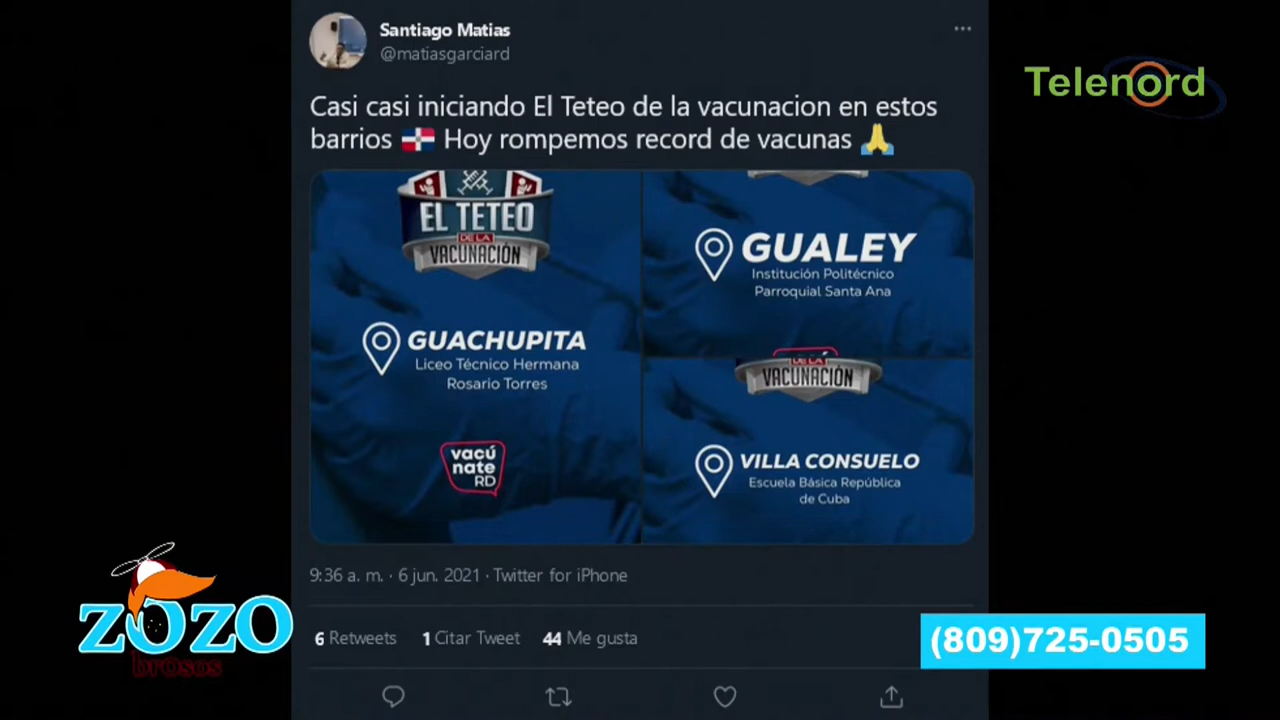 Santiago Matias
@matiasgarciard
Telenord
Casi casi iniciando El Teteo de la vacunacion en estos
barrios 🇩🇴 Hoy rompemos record de vacunas 🙏
EL TETEO
DE LA
VACUNACIÓN
GUACHUPITA
Liceo Técnico Hermana
Rosario Torres
vacú
nate
RD
GUALEY
Institución Politécnico
Parroquial Santa Ana
DE LA
VACUNACIÓN
VILLA CONSUELO
Escuela Básica República
de Cuba
9:36 a. m. · 6 jun. 2021 · Twitter for iPhone
6 Retweets 1 Citar Tweet 44 Me gusta
zozo
brosos
(809)725-0505